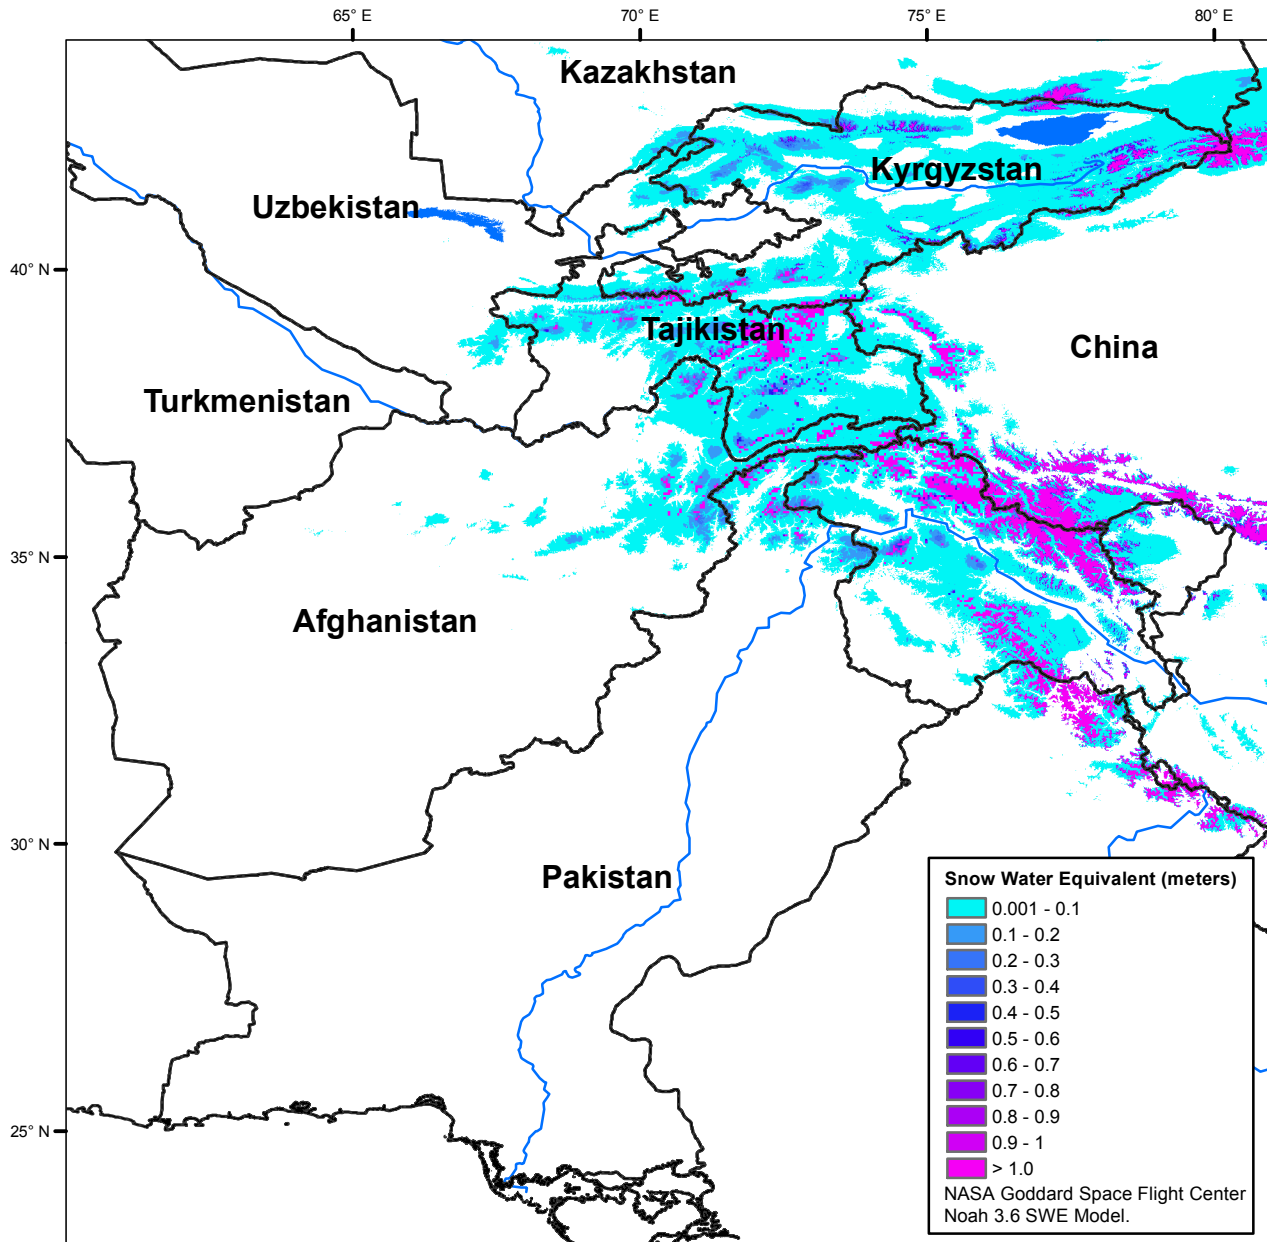 65° E
70° E
75° E
80° E
Kazakhstan
Kyrgyzstan
Uzbekistan
40° N
Tajikistan
China
Turkmenistan
35° N
Afghanistan
30° N
Pakistan
25° N
Snow Water Equivalent (meters)
0.001 - 0.1
0.1 - 0.2
0.2 - 0.3
0.3 - 0.4
0.4 - 0.5
0.5 - 0.6
0.6 - 0.7
0.7 - 0.8
0.8 - 0.9
0.9 - 1
> 1.0
NASA Goddard Space Flight Center
Noah 3.6 SWE Model.